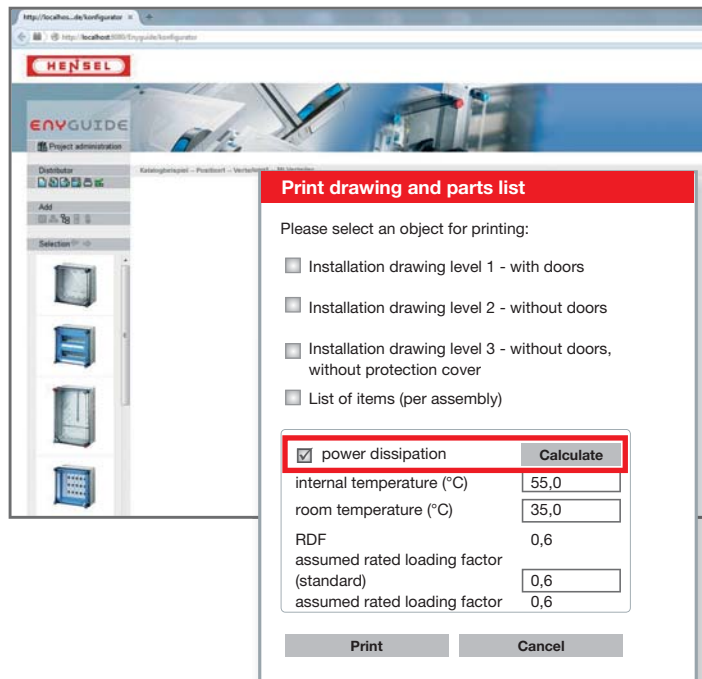 http://localhos...de/konfigurator
http://localhost:8080/Enyguide/konfigurator
HENSEL
ENYGUIDE
Project administration
Distributor
Katalogbeispiel – Postleort – Verteilerort –
Add
Selection
Print drawing and parts list
Please select an object for printing:
Installation drawing level 1 - with doors
Installation drawing level 2 - without doors
Installation drawing level 3 - without doors,
without protection cover
List of items (per assembly)
power dissipation Calculate
internal temperature (°C) 55,0
room temperature (°C) 35,0
RDF 0,6
assumed rated loading factor
(standard) 0,6
assumed rated loading factor 0,6
Print Cancel